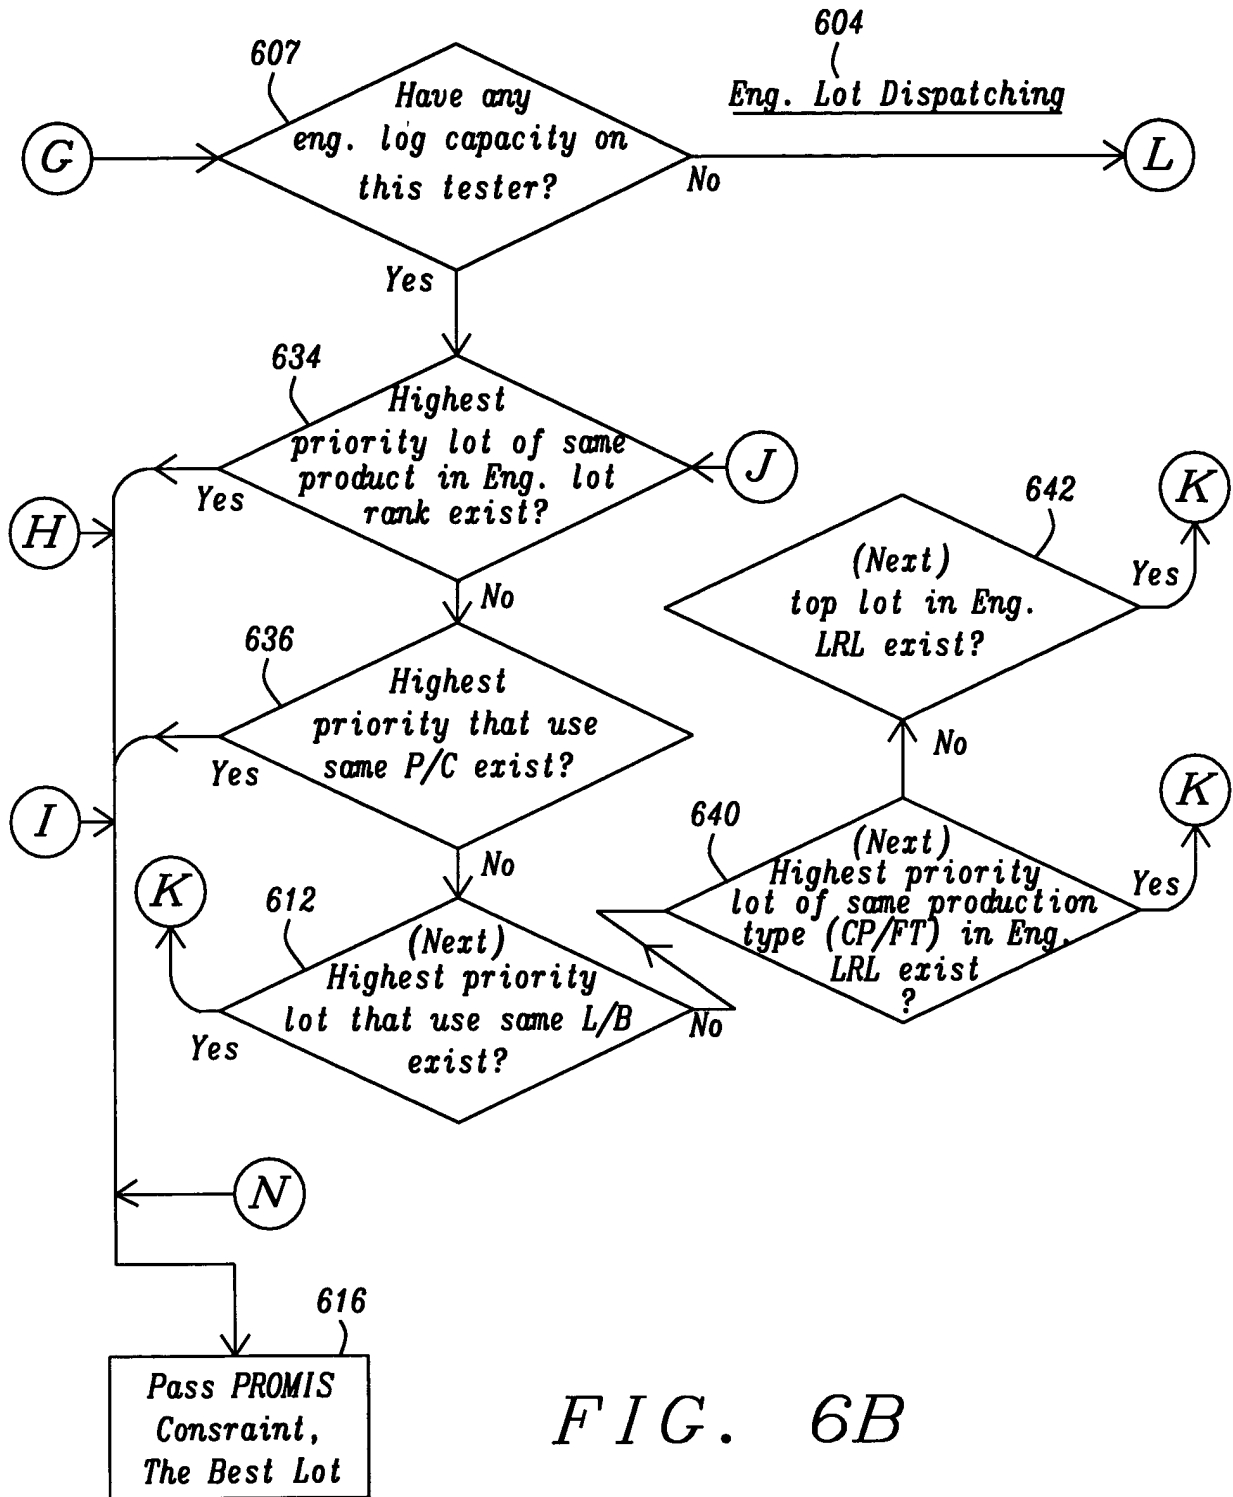 604
607
Eng. Lot Dispatching
Have any
eng. log capacity on
this tester?
G
L
No
Yes
634
Highest
priority lot of same
product in Eng. lot
rank exist?
J
Yes
H
No
642
K
(Next)
top lot in Eng.
LRL exist?
Yes
636
Highest
priority that use
same P/C exist?
Yes
I
No
No
640
K
(Next)
Highest priority
lot of same production
type (CP/FT) in Eng.
LRL exist
?
Yes
K
612
(Next)
Highest priority
lot that use same L/B
exist?
Yes
No
N
616
Pass PROMIS
Consraint,
The Best Lot
FIG. 6B